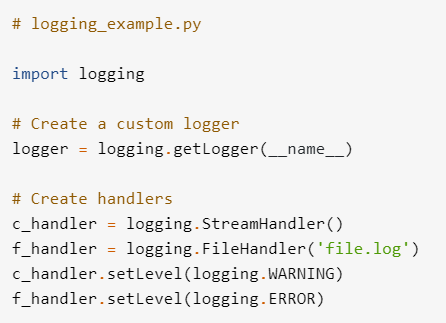 # logging_example.py
import logging
# Create a custom logger
logger = logging.getLogger(__name__)
# Create handlers
c_handler = logging.StreamHandler()
f_handler = logging.FileHandler('file.log')
c_handler.setLevel(logging.WARNING)
f_handler.setLevel(logging.ERROR)